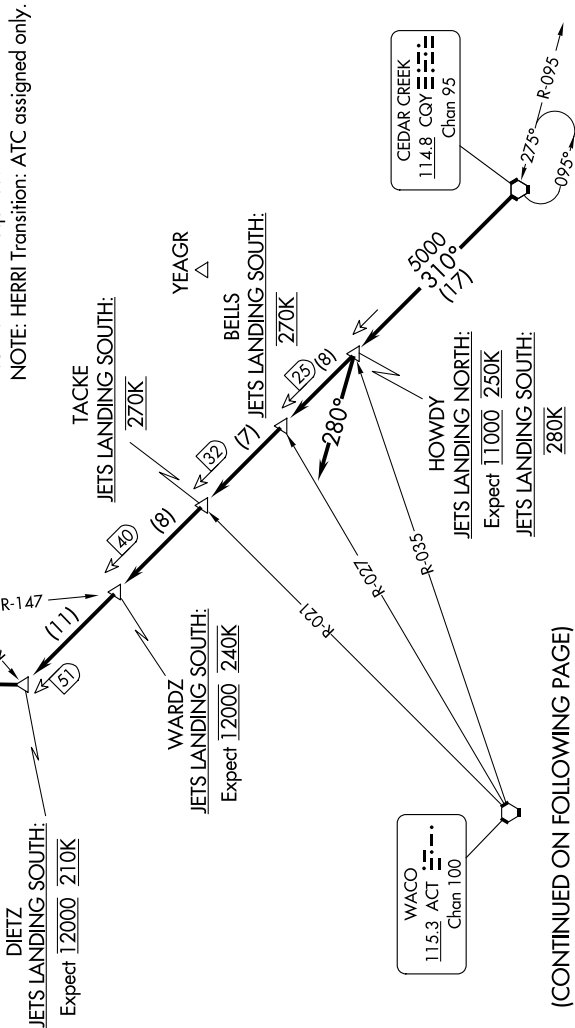 NOTE: HERRI Transition: ATC assigned only.
DIETZ
JETS LANDING SOUTH:
Expect 12000 210K
51
(11)
R-147
WARDZ
JETS LANDING SOUTH:
Expect 12000 240K
40
(8)
TACKE
JETS LANDING SOUTH:
270K
32
(7)
YEAGR
BELLS
JETS LANDING SOUTH:
270K
25
(8)
280°
HOWDY
JETS LANDING NORTH:
Expect 11000 250K
JETS LANDING SOUTH:
280K
5000
310°
(17)
CEDAR CREEK
114.8 CQY
Chan 95
275°
R-095
095°
R-021
R-027
R-035
WACO
115.3 ACT
Chan 100
(CONTINUED ON FOLLOWING PAGE)